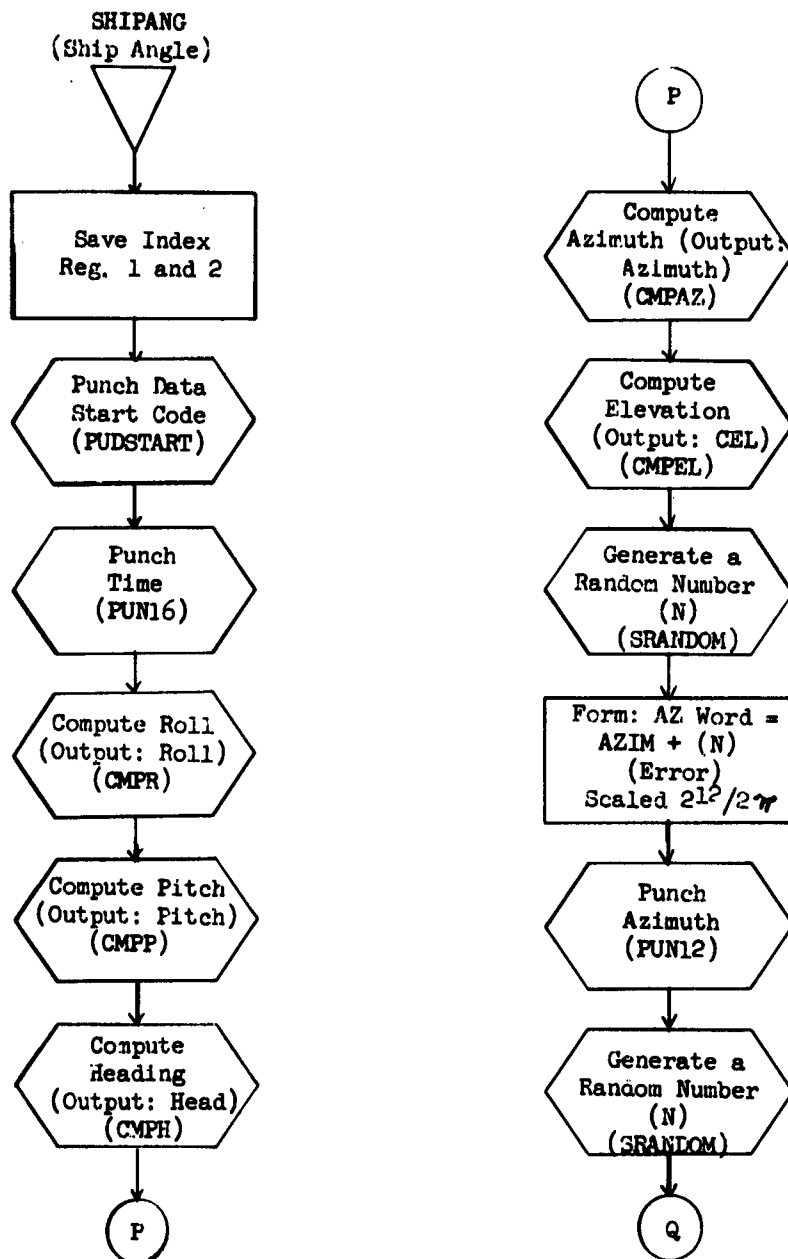 SHIPANG
(Ship Angle)
Save Index
Reg. 1 and 2
Punch Data
Start Code
(PUDSTART)
Punch
Time
(PUN16)
Compute Roll
(Output: Roll)
(CMPR)
Compute Pitch
(Output: Pitch)
(CMPP)
Compute
Heading
(Output: Head)
(CMPH)
P
P
Compute
Azimuth (Output:
Azimuth)
(CMPAZ)
Compute
Elevation
(Output: CEL)
(CMPEL)
Generate a
Random Number
(N)
(SRANDOM)
Form: AZ Word =
AZIM + (N)
(Error)
Scaled 2¹²/2π
Punch
Azimuth
(PUN12)
Generate a
Random Number
(N)
(SRANDOM)
Q